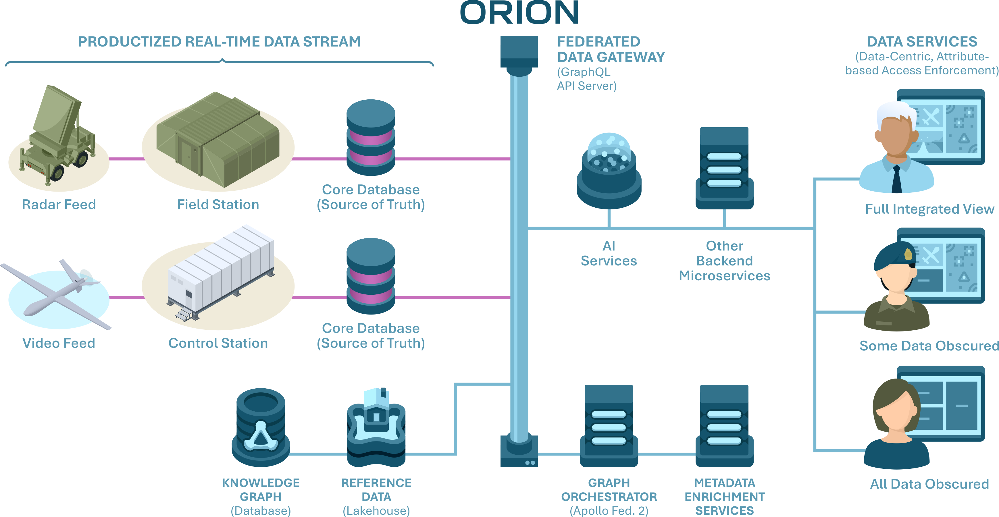 ORION
PRODUCTIZED REAL-TIME DATA STREAM
FEDERATED
DATA GATEWAY
(GraphQL
API Server)
DATA SERVICES
(Data-Centric, Attribute-
based Access Enforcement)
Radar Feed
Field Station
Core Database
(Source of Truth)
Full Integrated View
AI
Services
Other
Backend
Microservices
Video Feed
Control Station
Core Database
(Source of Truth)
Some Data Obscured
KNOWLEDGE
GRAPH
(Database)
REFERENCE
DATA
(Lakehouse)
GRAPH
ORCHESTRATOR
(Apollo Fed. 2)
METADATA
ENRICHMENT
SERVICES
All Data Obscured